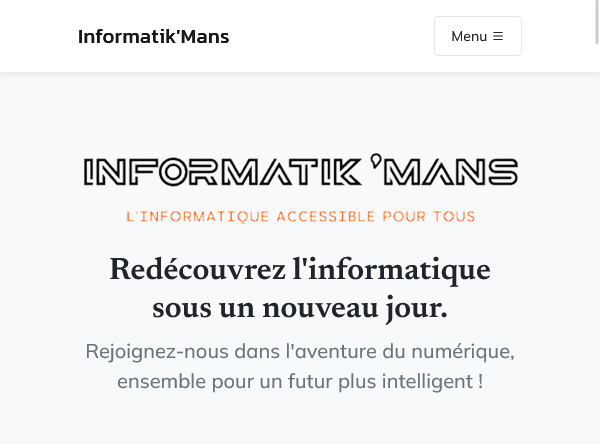 Informatik'Mans
Menu
INFORMATIK'MANS
L'INFORMATIQUE ACCESSIBLE POUR TOUS
Redécouvrez l'informatique
sous un nouveau jour.
Rejoignez-nous dans l'aventure du numérique,
ensemble pour un futur plus intelligent !